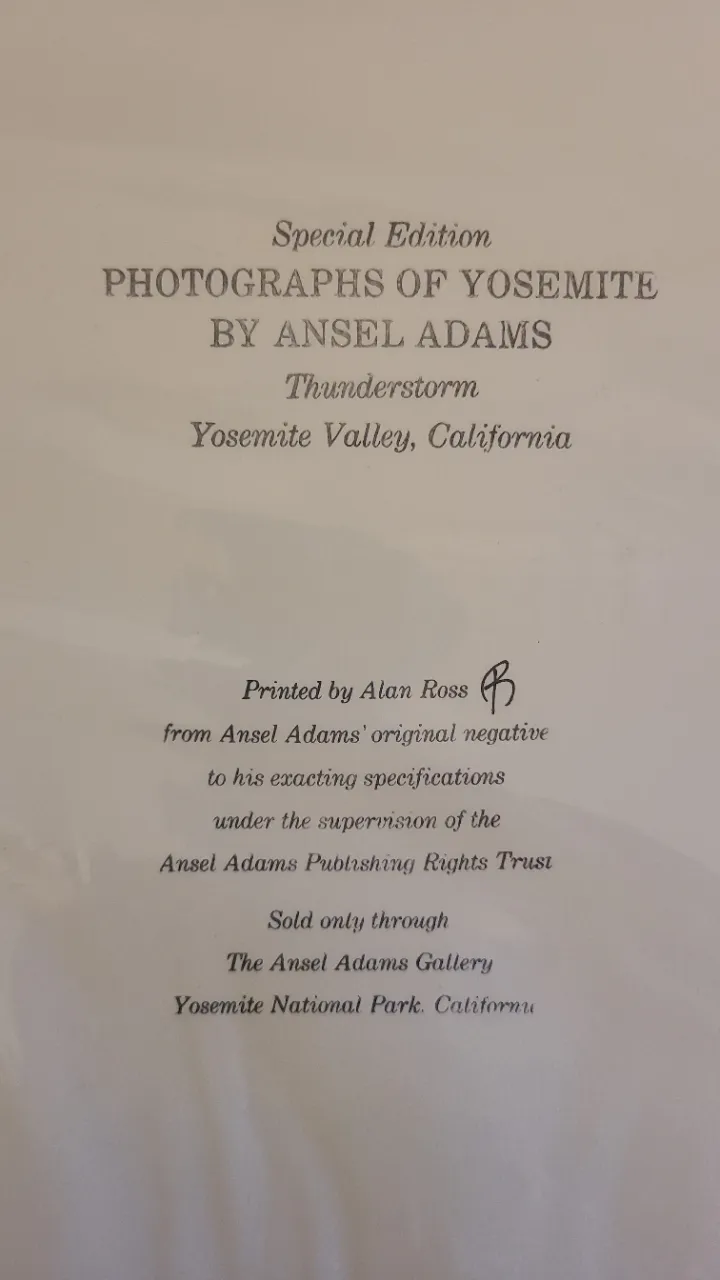 Special Edition
PHOTOGRAPHS OF YOSEMITE
BY ANSEL ADAMS
Thunderstorm
Yosemite Valley, California
Printed by Alan Ross AR
from Ansel Adams' original negative
to his exacting specifications
under the supervision of the
Ansel Adams Publishing Rights Trust
Sold only through
The Ansel Adams Gallery
Yosemite National Park, California